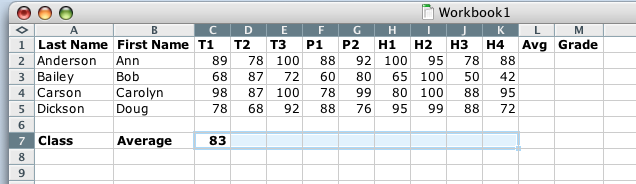 Workbook1
A B C D E F G H I J K L M
1 Last Name First Name T1 T2 T3 P1 P2 H1 H2 H3 H4 Avg Grade
2 Anderson Ann 89 78 100 88 92 100 95 78 88
3 Bailey Bob 68 87 72 60 80 65 100 50 42
4 Carson Carolyn 98 87 100 78 99 80 100 88 95
5 Dickson Doug 78 68 92 88 76 95 99 88 72
6
7 Class Average 83
8
9